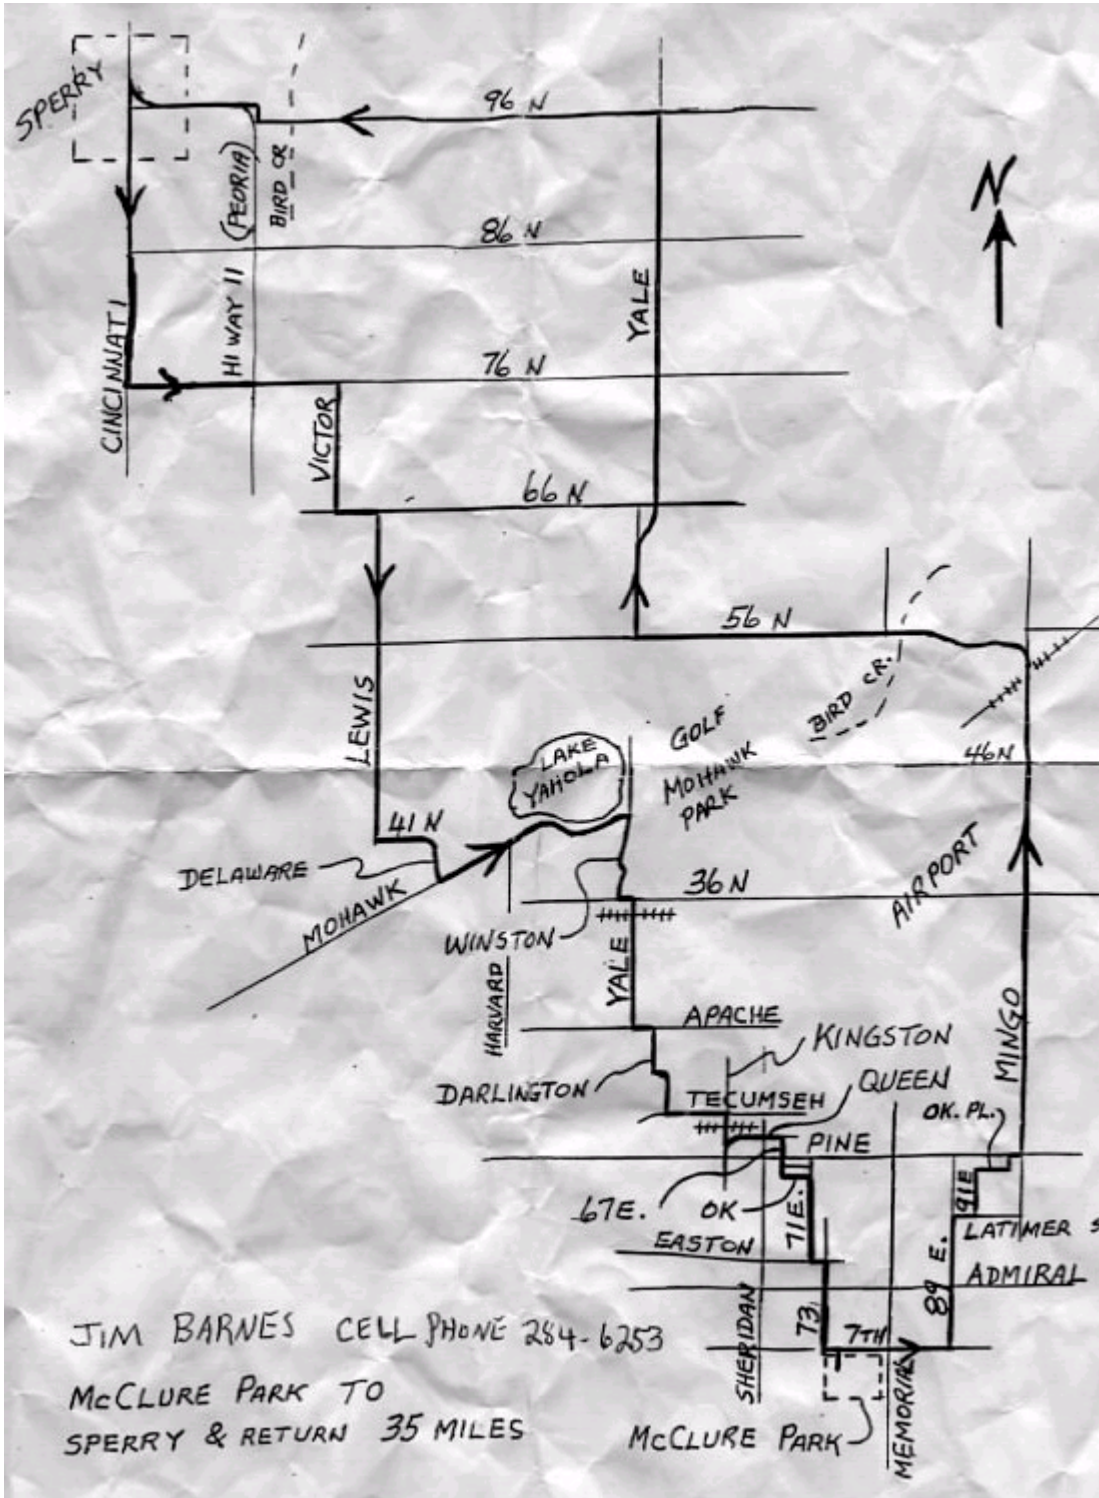 SPERRY
96 N
N
(PEORIA)
BIRD CR
86 N
HI WAY 11
YALE
CINCINNATI
76 N
VICTOR
66 N
56 N
LEWIS
BIRD CR.
GOLF
MOHAWK
PARK
LAKE
YAHOLA
46N
41 N
DELAWARE
MOHAWK
36 N
AIRPORT
WINSTON
YALE
HARVARD
MINGO
APACHE
KINGSTON
DARLINGTON
QUEEN
TECUMSEH
OK. PL.
PINE
67E.
OK
71E.
91E
EASTON
LATIMER S
89 E.
ADMIRAL
SHERIDAN
73
7TH
MEMORIAL
McCLURE PARK
JIM BARNES CELL PHONE 284-6253
McCLURE PARK TO
SPERRY & RETURN 35 MILES